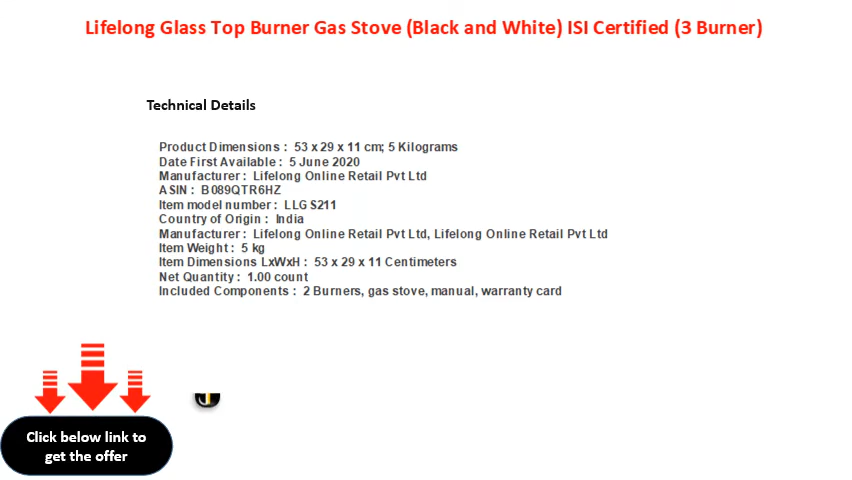 Lifelong Glass Top Burner Gas Stove (Black and White) ISI Certified (3 Burner)
Technical Details
Product Dimensions : 53 x 29 x 11 cm; 5 Kilograms
Date First Available : 5 June 2020
Manufacturer : Lifelong Online Retail Pvt Ltd
ASIN : B089QTR6HZ
Item model number : LLGS211
Country of Origin : India
Manufacturer : Lifelong Online Retail Pvt Ltd, Lifelong Online Retail Pvt Ltd
Item Weight : 5 kg
Item Dimensions LxWxH : 53 x 29 x 11 Centimeters
Net Quantity : 1.00 count
Included Components : 2 Burners, gas stove, manual, warranty card
Click below link to
get the offer